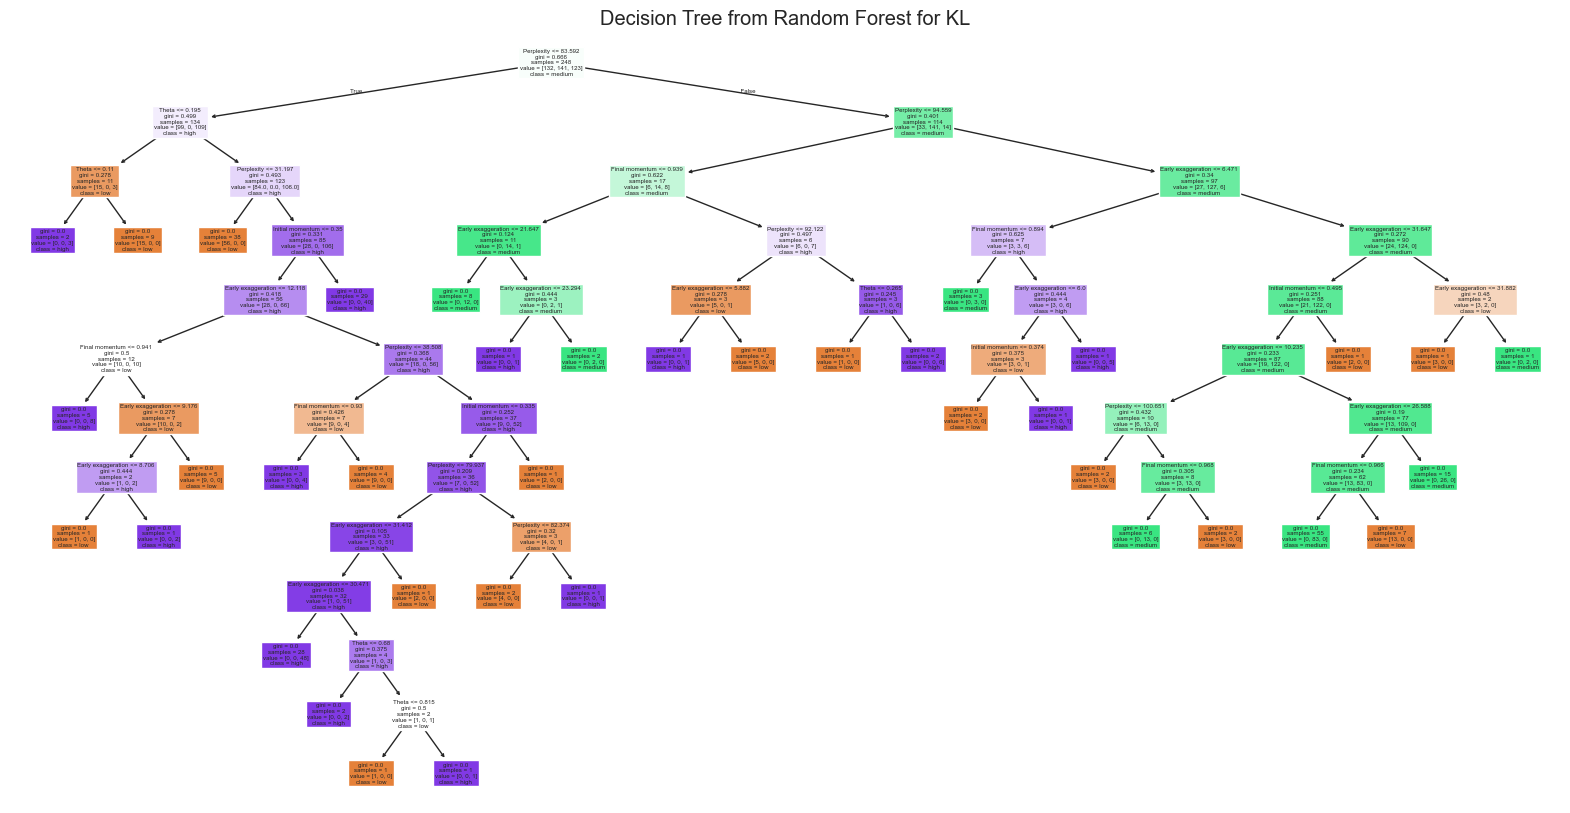 Decision Tree from Random Forest for KL
Perplexity <= 83.592
gini = 0.666
samples = 248
value = [132, 141, 123]
class = medium
True
False
Theta <= 0.195
gini = 0.499
samples = 134
value = [99, 0, 109]
class = high
Perplexity <= 94.559
gini = 0.401
samples = 114
value = [33, 141, 14]
class = medium
Theta <= 0.11
gini = 0.278
samples = 11
value = [15, 0, 3]
class = low
Perplexity <= 31.197
gini = 0.493
samples = 123
value = [84.0, 0.0, 106.0]
class = high
Final momentum <= 0.939
gini = 0.622
samples = 17
value = [6, 14, 8]
class = medium
Early exaggeration <= 6.471
gini = 0.34
samples = 97
value = [27, 127, 6]
class = medium
gini = 0.0
samples = 2
value = [0, 0, 3]
class = high
gini = 0.0
samples = 9
value = [15, 0, 0]
class = low
gini = 0.0
samples = 38
value = [56, 0, 0]
class = low
Initial momentum <= 0.35
gini = 0.331
samples = 85
value = [28, 0, 106]
class = high
Early exaggeration <= 21.647
gini = 0.124
samples = 11
value = [0, 14, 1]
class = medium
Perplexity <= 92.122
gini = 0.497
samples = 6
value = [6, 0, 7]
class = high
Final momentum <= 0.894
gini = 0.625
samples = 7
value = [3, 3, 6]
class = high
Early exaggeration <= 31.647
gini = 0.272
samples = 90
value = [24, 124, 0]
class = medium
Early exaggeration <= 12.118
gini = 0.418
samples = 56
value = [28, 0, 66]
class = high
gini = 0.0
samples = 29
value = [0, 0, 40]
class = high
gini = 0.0
samples = 8
value = [0, 12, 0]
class = medium
Early exaggeration <= 23.294
gini = 0.444
samples = 3
value = [0, 2, 1]
class = medium
Early exaggeration <= 5.882
gini = 0.278
samples = 3
value = [5, 0, 1]
class = low
Theta <= 0.265
gini = 0.245
samples = 3
value = [1, 0, 6]
class = high
gini = 0.0
samples = 3
value = [0, 3, 0]
class = medium
Early exaggeration <= 8.0
gini = 0.444
samples = 4
value = [3, 0, 6]
class = high
Initial momentum <= 0.495
gini = 0.251
samples = 88
value = [21, 122, 0]
class = medium
Early exaggeration <= 31.882
gini = 0.48
samples = 2
value = [3, 2, 0]
class = low
Final momentum <= 0.941
gini = 0.5
samples = 12
value = [10, 0, 10]
class = low
Perplexity <= 38.508
gini = 0.368
samples = 44
value = [18, 0, 56]
class = high
gini = 0.0
samples = 1
value = [0, 0, 1]
class = high
gini = 0.0
samples = 2
value = [0, 2, 0]
class = medium
gini = 0.0
samples = 1
value = [0, 0, 1]
class = high
gini = 0.0
samples = 2
value = [5, 0, 0]
class = low
gini = 0.0
samples = 1
value = [1, 0, 0]
class = low
gini = 0.0
samples = 2
value = [0, 0, 6]
class = high
Initial momentum <= 0.374
gini = 0.375
samples = 3
value = [3, 0, 1]
class = low
gini = 0.0
samples = 1
value = [0, 0, 5]
class = high
Early exaggeration <= 10.235
gini = 0.233
samples = 87
value = [19, 122, 0]
class = medium
gini = 0.0
samples = 1
value = [2, 0, 0]
class = low
gini = 0.0
samples = 1
value = [3, 0, 0]
class = low
gini = 0.0
samples = 1
value = [0, 2, 0]
class = medium
gini = 0.0
samples = 5
value = [0, 0, 8]
class = high
Early exaggeration <= 9.176
gini = 0.278
samples = 7
value = [10, 0, 2]
class = low
Final momentum <= 0.93
gini = 0.426
samples = 7
value = [9, 0, 4]
class = low
Initial momentum <= 0.335
gini = 0.252
samples = 37
value = [9, 0, 52]
class = high
gini = 0.0
samples = 2
value = [3, 0, 0]
class = low
gini = 0.0
samples = 1
value = [0, 0, 1]
class = high
Perplexity <= 100.651
gini = 0.432
samples = 10
value = [6, 13, 0]
class = medium
Early exaggeration <= 26.588
gini = 0.19
samples = 77
value = [13, 109, 0]
class = medium
Early exaggeration <= 8.706
gini = 0.444
samples = 2
value = [1, 0, 2]
class = high
gini = 0.0
samples = 5
value = [9, 0, 0]
class = low
gini = 0.0
samples = 3
value = [0, 0, 4]
class = high
gini = 0.0
samples = 4
value = [9, 0, 0]
class = low
Perplexity <= 79.937
gini = 0.209
samples = 36
value = [7, 0, 52]
class = high
gini = 0.0
samples = 1
value = [2, 0, 0]
class = low
gini = 0.0
samples = 2
value = [3, 0, 0]
class = low
Final momentum <= 0.968
gini = 0.305
samples = 8
value = [3, 13, 0]
class = medium
Final momentum <= 0.966
gini = 0.234
samples = 62
value = [13, 83, 0]
class = medium
gini = 0.0
samples = 15
value = [0, 26, 0]
class = medium
gini = 0.0
samples = 1
value = [1, 0, 0]
class = low
gini = 0.0
samples = 1
value = [0, 0, 2]
class = high
Early exaggeration <= 31.412
gini = 0.105
samples = 33
value = [3, 0, 51]
class = high
Perplexity <= 82.374
gini = 0.32
samples = 3
value = [4, 0, 1]
class = low
gini = 0.0
samples = 6
value = [0, 13, 0]
class = medium
gini = 0.0
samples = 2
value = [3, 0, 0]
class = low
gini = 0.0
samples = 55
value = [0, 83, 0]
class = medium
gini = 0.0
samples = 7
value = [13, 0, 0]
class = low
Early exaggeration <= 30.471
gini = 0.038
samples = 32
value = [1, 0, 51]
class = high
gini = 0.0
samples = 1
value = [2, 0, 0]
class = low
gini = 0.0
samples = 2
value = [4, 0, 0]
class = low
gini = 0.0
samples = 1
value = [0, 0, 1]
class = high
gini = 0.0
samples = 28
value = [0, 0, 48]
class = high
Theta <= 0.68
gini = 0.375
samples = 4
value = [1, 0, 3]
class = high
gini = 0.0
samples = 2
value = [0, 0, 2]
class = high
Theta <= 0.815
gini = 0.5
samples = 2
value = [1, 0, 1]
class = low
gini = 0.0
samples = 1
value = [1, 0, 0]
class = low
gini = 0.0
samples = 1
value = [0, 0, 1]
class = high